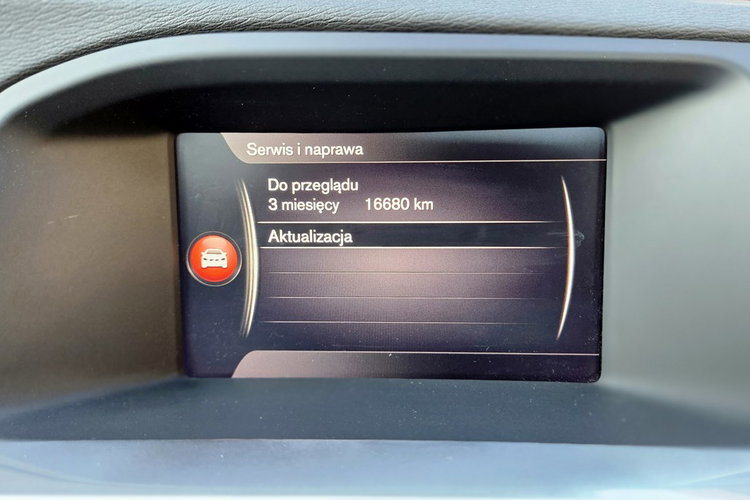 Serwis i naprawa
Do przeglądu
3 miesięcy 16680 km
Aktualizacja